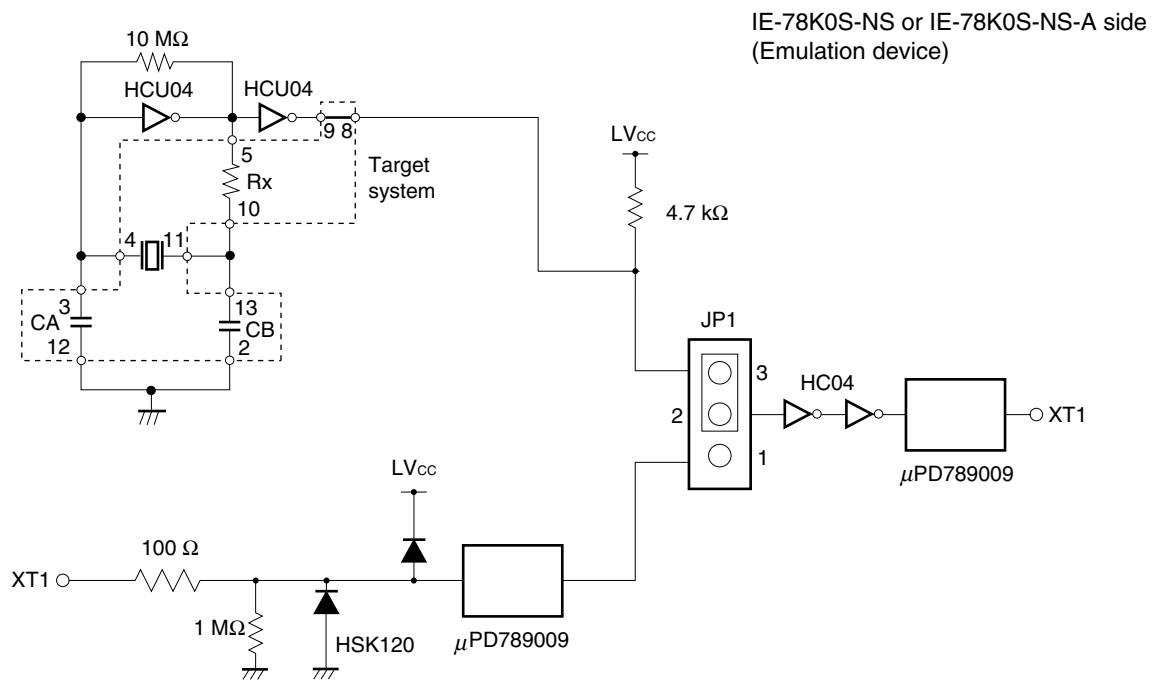 IE-78K0S-NS or IE-78K0S-NS-A side
(Emulation device)
10 MΩ
HCU04
HCU04
9 8
5
Target
system
Rx
10
4
11
3
CA
12
13
CB
2
LVCC
4.7 kΩ
JP1
3
2
1
HC04
XT1
μPD789009
LVCC
100 Ω
XT1
1 MΩ
HSK120
μPD789009